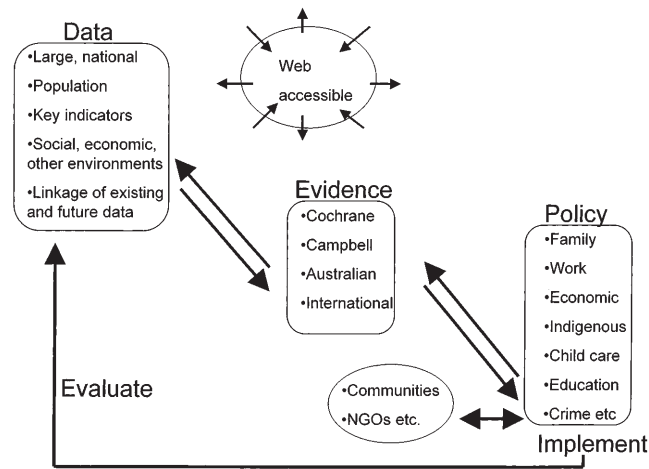 Data
•Large, national
•Population
•Key indicators
•Social, economic,
other environments
•Linkage of existing
and future data
Web
accessible
Evidence
•Cochrane
•Campbell
•Australian
•International
Policy
•Family
•Work
•Economic
•Indigenous
•Child care
•Education
•Crime etc
•Communities
•NGOs etc.
Evaluate
Implement